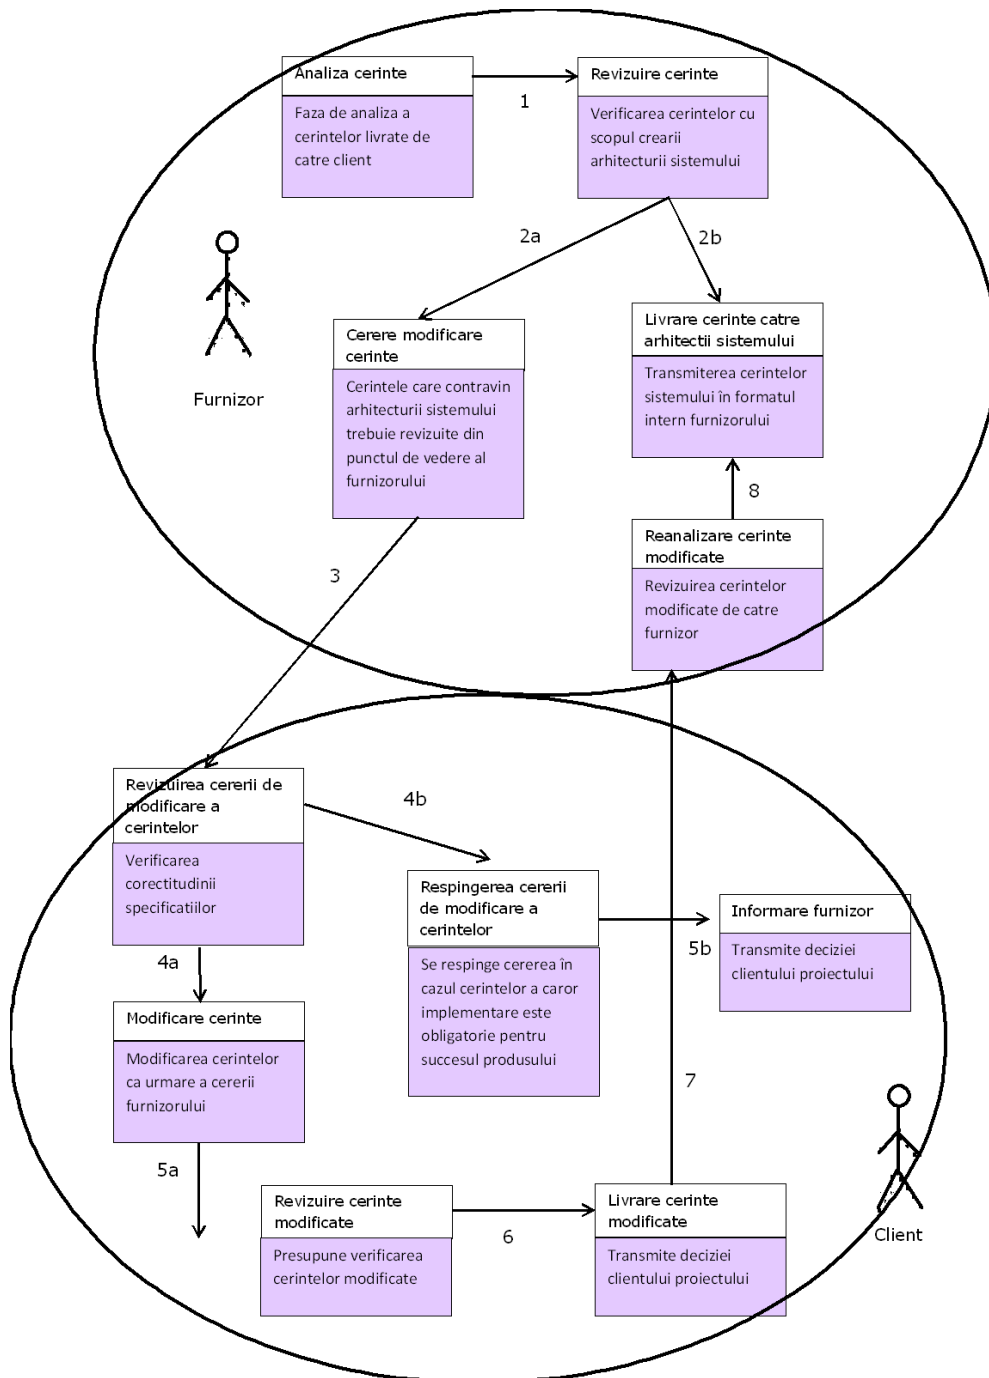 Analiza cerinte
Faza de analiza a
cerintelor livrate de
catre client
1
Revizuire cerinte
Verificarea cerintelor cu
scopul crearii
arhitecturii sistemului
2a
2b
Furnizor
Cerere modificare
cerinte
Cerintele care contravin
arhitecturii sistemului
trebuie revizuite din
punctul de vedere al
furnizorului
Livrare cerinte catre
arhitectii sistemului
Transmiterea cerintelor
sistemului în formatul
intern furnizorului
8
Reanalizare cerinte
modificate
Revizuirea cerintelor
modificate de catre
furnizor
3
Revizuirea cererii de
modificare a
cerintelor
Verificarea
corectitudinii
specificatiilor
4b
Respingerea cererii
de modificare a
cerintelor
Se respinge cererea în
cazul cerintelor a caror
implementare este
obligatorie pentru
succesul produsului
5b
Informare furnizor
Transmite deciziei
clientului proiectului
4a
Modificare cerinte
Modificarea cerintelor
ca urmare a cererii
furnizorului
5a
7
Revizuire cerinte
modificate
Presupune verificarea
cerintelor modificate
6
Livrare cerinte
modificate
Transmite deciziei
clientului proiectului
Client